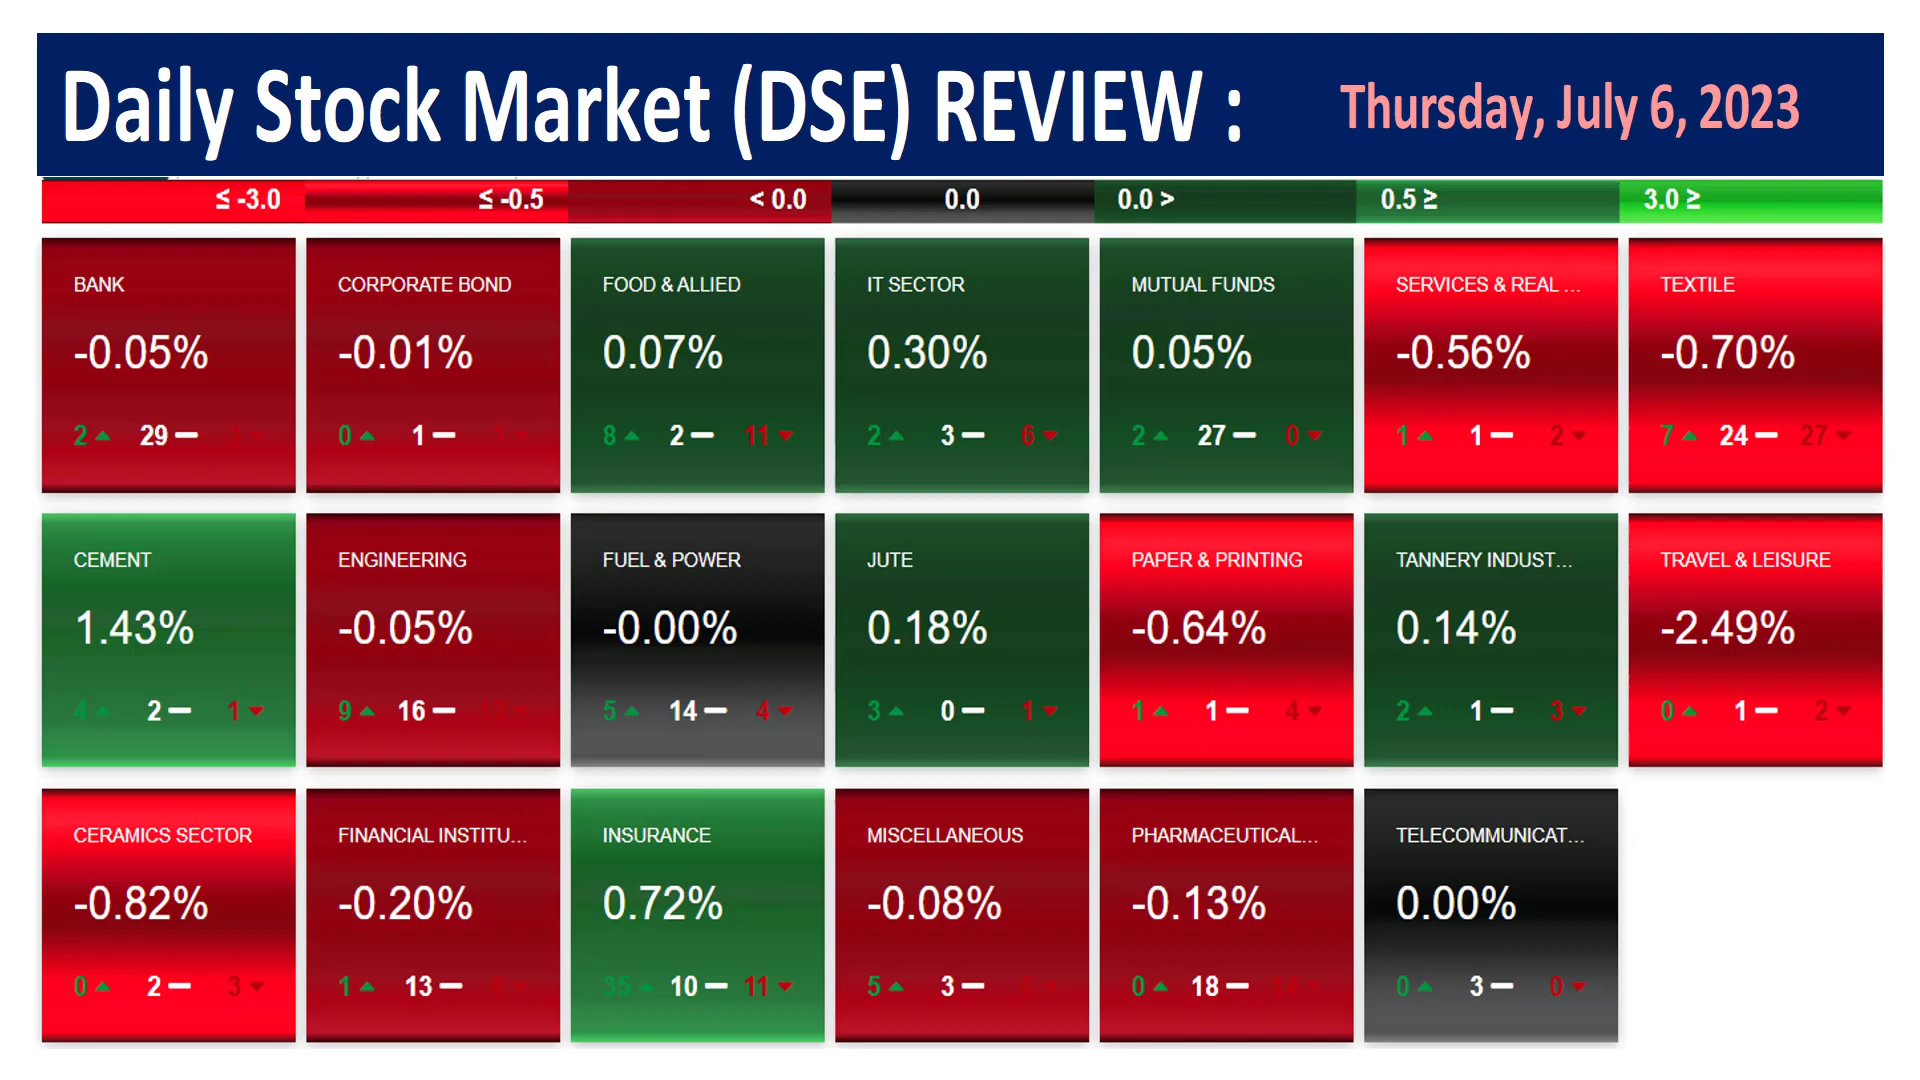 Daily Stock Market (DSE) REVIEW : Thursday, July 6, 2023
≤ -3.0 ≤ -0.5 < 0.0 0.0 0.0 > 0.5 ≥ 3.0 ≥
BANK CORPORATE BOND FOOD & ALLIED IT SECTOR MUTUAL FUNDS SERVICES & REAL ... TEXTILE
-0.05% -0.01% 0.07% 0.30% 0.05% -0.56% -0.70%
2 29 0 1 8 2 11 2 3 6 2 27 0 1 1 2 7 24 27
CEMENT ENGINEERING FUEL & POWER JUTE PAPER & PRINTING TANNERY INDUST... TRAVEL & LEISURE
1.43% -0.05% -0.00% 0.18% -0.64% 0.14% -2.49%
4 2 1 9 16 5 14 4 3 0 1 1 1 4 2 1 3 0 1 2
CERAMICS SECTOR FINANCIAL INSTITU... INSURANCE MISCELLANEOUS PHARMACEUTICAL... TELECOMMUNICAT...
-0.82% -0.20% 0.72% -0.08% -0.13% 0.00%
0 2 3 1 13 35 10 11 5 3 0 18 0 3 0